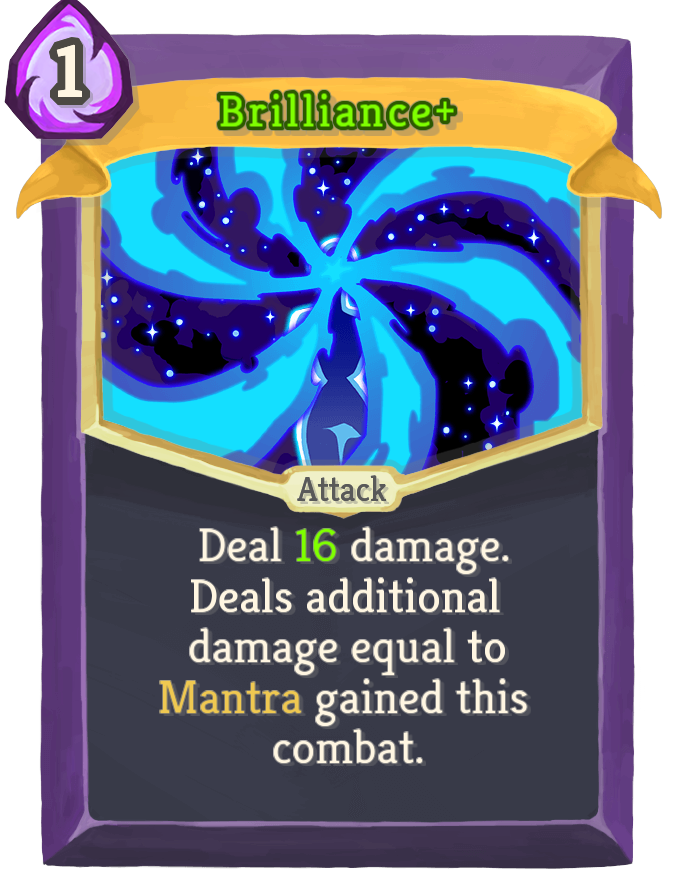 1
Brilliance+
Attack
Deal 16 damage.
Deals additional
damage equal to
Mantra gained this
combat.